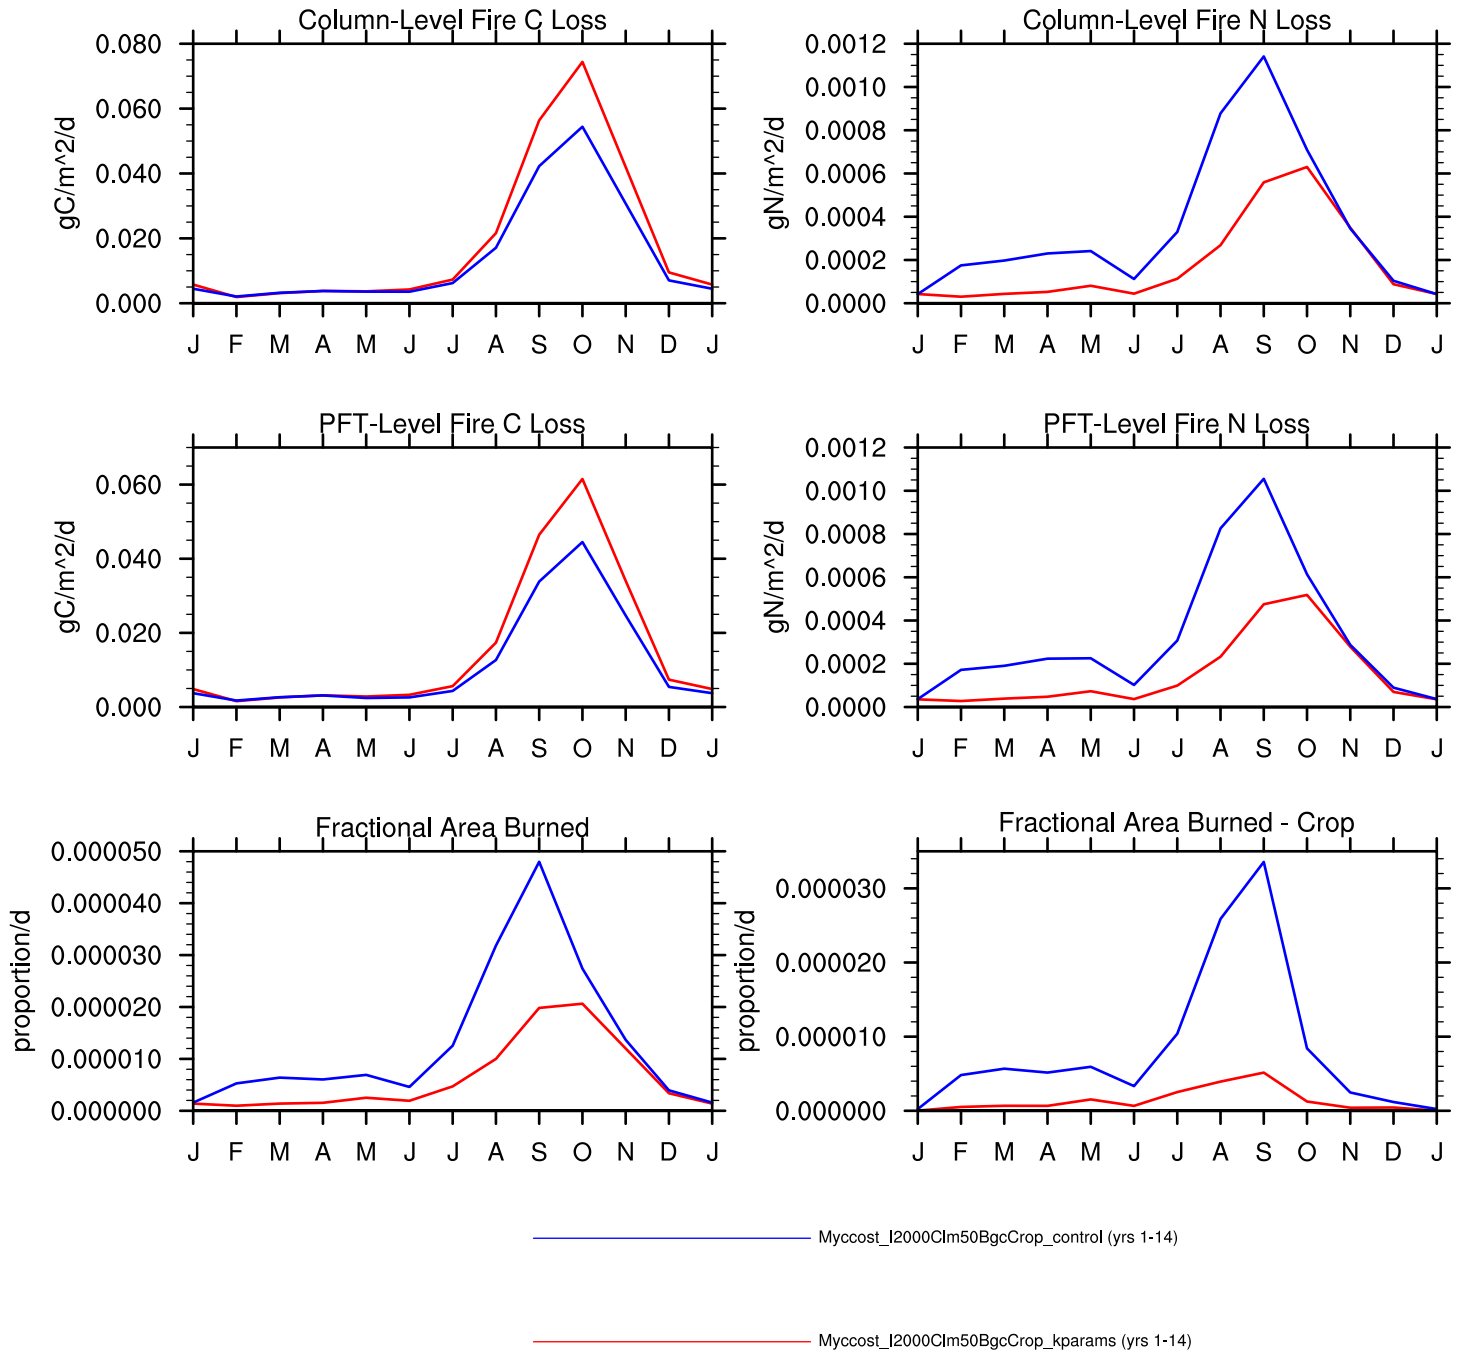 Column-Level Fire C Loss
0.080
0.060
0.040
0.020
0.000
gC/m^2/d
J F M A M J J A S O N D J
Column-Level Fire N Loss
0.0012
0.0010
0.0008
0.0006
0.0004
0.0002
0.0000
gN/m^2/d
J F M A M J J A S O N D J
PFT-Level Fire C Loss
0.060
0.040
0.020
0.000
gC/m^2/d
J F M A M J J A S O N D J
PFT-Level Fire N Loss
0.0012
0.0010
0.0008
0.0006
0.0004
0.0002
0.0000
gN/m^2/d
J F M A M J J A S O N D J
Fractional Area Burned
0.000050
0.000040
0.000030
0.000020
0.000010
0.000000
proportion/d
J F M A M J J A S O N D J
Fractional Area Burned - Crop
0.000030
0.000020
0.000010
0.000000
proportion/d
J F M A M J J A S O N D J
Myccost_I2000Clm50BgcCrop_control (yrs 1-14)
Myccost_I2000Clm50BgcCrop_kparams (yrs 1-14)